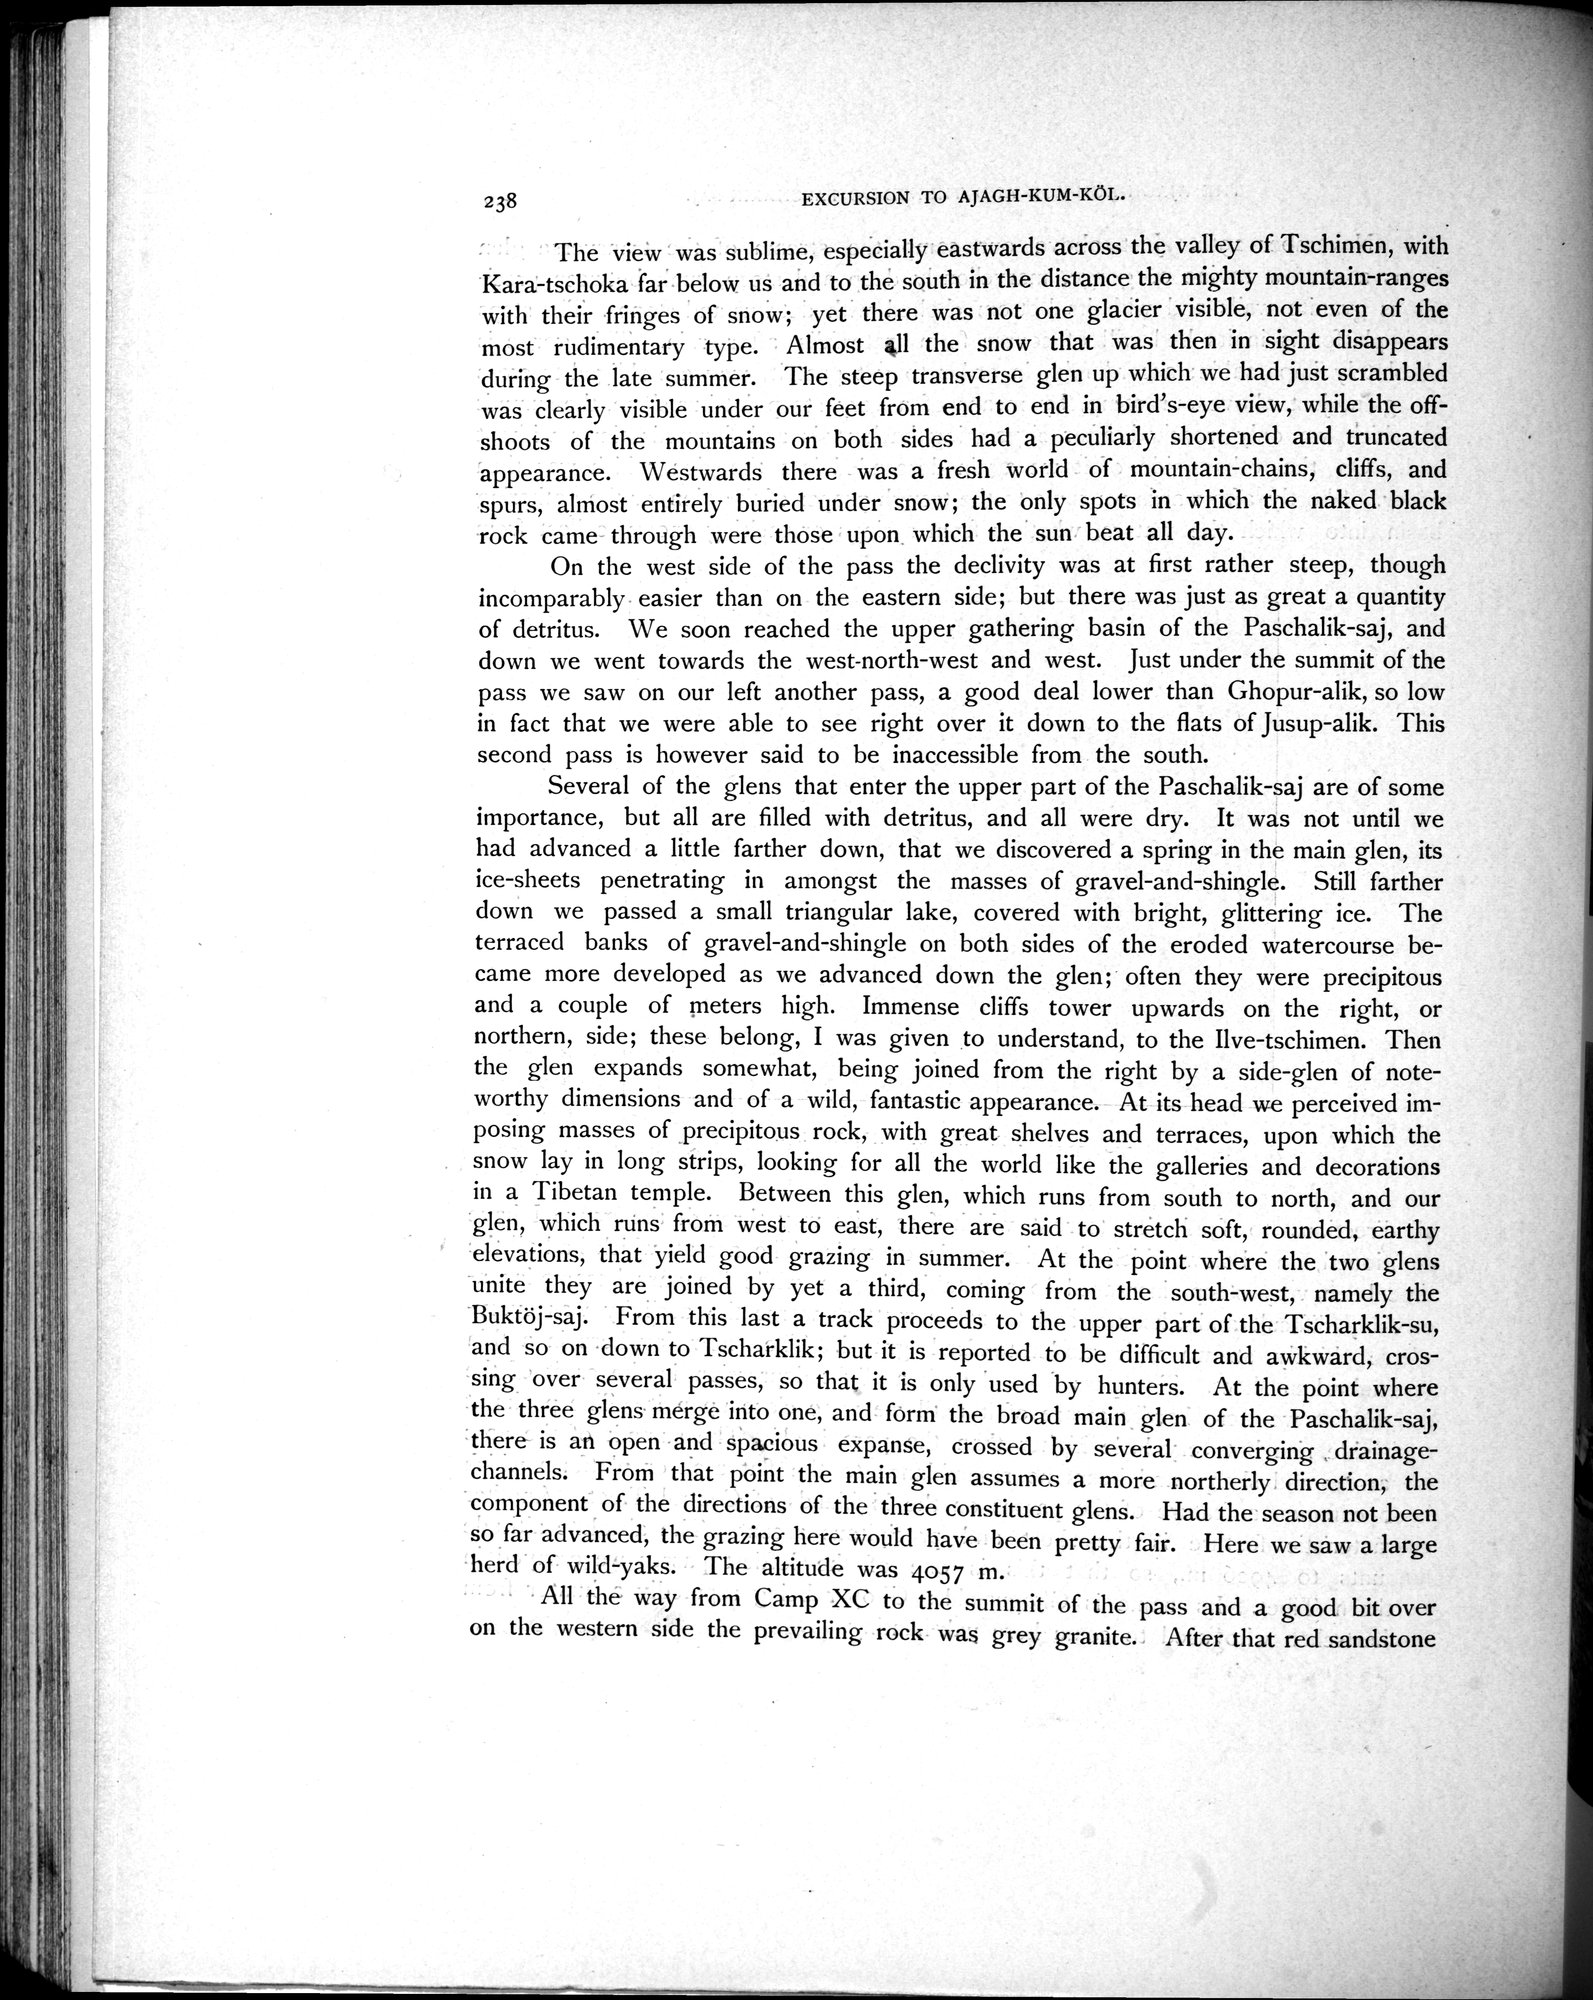 238
EXCURSION TO AJAGH-KUM-KÖL.
The view was sublime, especially eastwards across the valley of Tschimen, with
Kara-tschoka far below us and to the south in the distance the mighty mountain-ranges
with their fringes of snow; yet there was not one glacier visible, not even of the
most rudimentary type. Almost all the snow that was then in sight disappears
during the late summer. The steep transverse glen up which we had just scrambled
was clearly visible under our feet from end to end in bird's-eye view, while the off-
shoots of the mountains on both sides had a peculiarly shortened and truncated
appearance. Westwards there was a fresh world of mountain-chains, cliffs, and
spurs, almost entirely buried under snow; the only spots in which the naked black
rock came through were those upon which the sun beat all day.
On the west side of the pass the declivity was at first rather steep, though
incomparably easier than on the eastern side; but there was just as great a quantity
of detritus. We soon reached the upper gathering basin of the Paschalik-saj, and
down we went towards the west-north-west and west. Just under the summit of the
pass we saw on our left another pass, a good deal lower than Ghopur-alik, so low
in fact that we were able to see right over it down to the flats of Jusup-alik. This
second pass is however said to be inaccessible from the south.
Several of the glens that enter the upper part of the Paschalik-saj are of some
importance, but all are filled with detritus, and all were dry. It was not until we
had advanced a little farther down, that we discovered a spring in the main glen, its
ice-sheets penetrating in amongst the masses of gravel-and-shingle. Still farther
down we passed a small triangular lake, covered with bright, glittering ice. The
terraced banks of gravel-and-shingle on both sides of the eroded watercourse be-
came more developed as we advanced down the glen; often they were precipitous
and a couple of meters high. Immense cliffs tower upwards on the right, or
northern, side; these belong, I was given to understand, to the Ilve-tschimen. Then
the glen expands somewhat, being joined from the right by a side-glen of note-
worthy dimensions and of a wild, fantastic appearance. At its head we perceived im-
posing masses of precipitous rock, with great shelves and terraces, upon which the
snow lay in long strips, looking for all the world like the galleries and decorations
in a Tibetan temple. Between this glen, which runs from south to north, and our
glen, which runs from west to east, there are said to stretch soft, rounded, earthy
elevations, that yield good grazing in summer. At the point where the two glens
unite they are joined by yet a third, coming from the south-west, namely the
Buktöj-saj. From this last a track proceeds to the upper part of the Tscharklik-su,
and so on down to Tscharklik; but it is reported to be difficult and awkward, cros-
sing over several passes, so that it is only used by hunters. At the point where
the three glens merge into one, and form the broad main glen of the Paschalik-saj,
there is an open and spacious expanse, crossed by several converging drainage-
channels. From that point the main glen assumes a more northerly direction, the
component of the directions of the three constituent glens. Had the season not been
so far advanced, the grazing here would have been pretty fair. Here we saw a large
herd of wild-yaks. The altitude was 4057 m.
All the way from Camp XC to the summit of the pass and a good bit over
on the western side the prevailing rock was grey granite. After that red sandstone